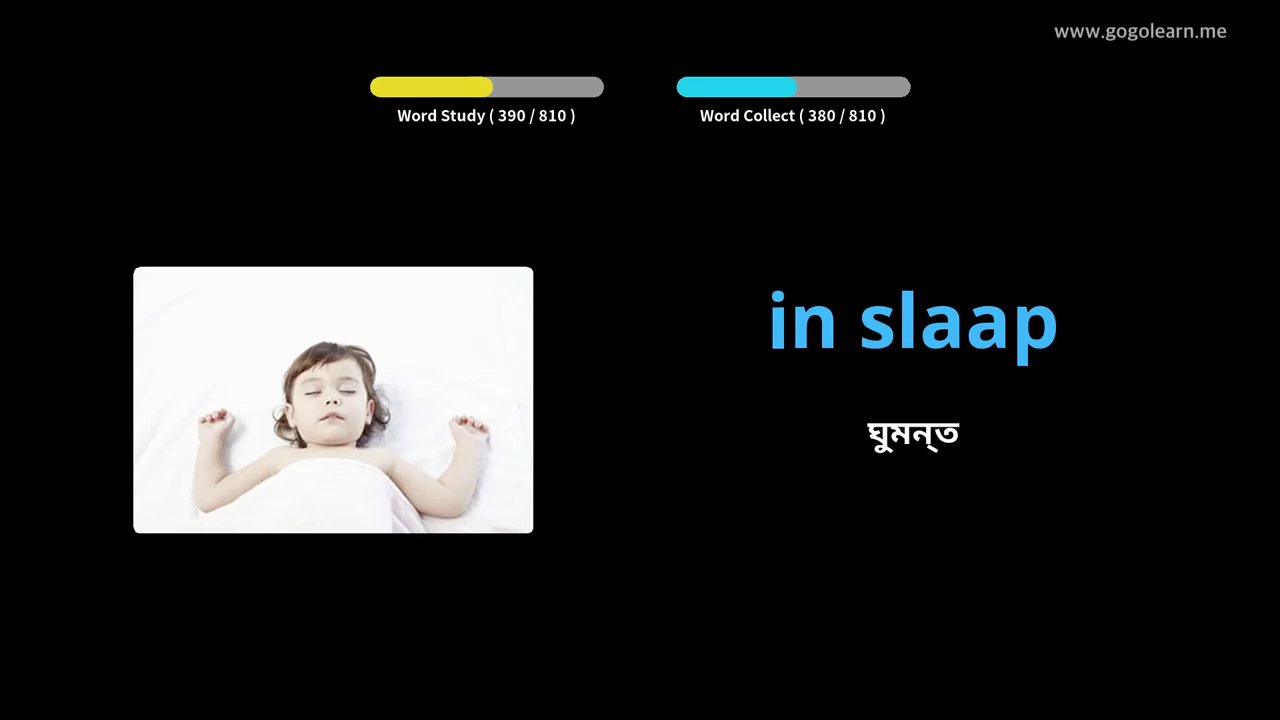 www.gogolearn.me
Word Study ( 390 / 810 )
Word Collect ( 380 / 810 )
in slaap
ঘুমন্ত